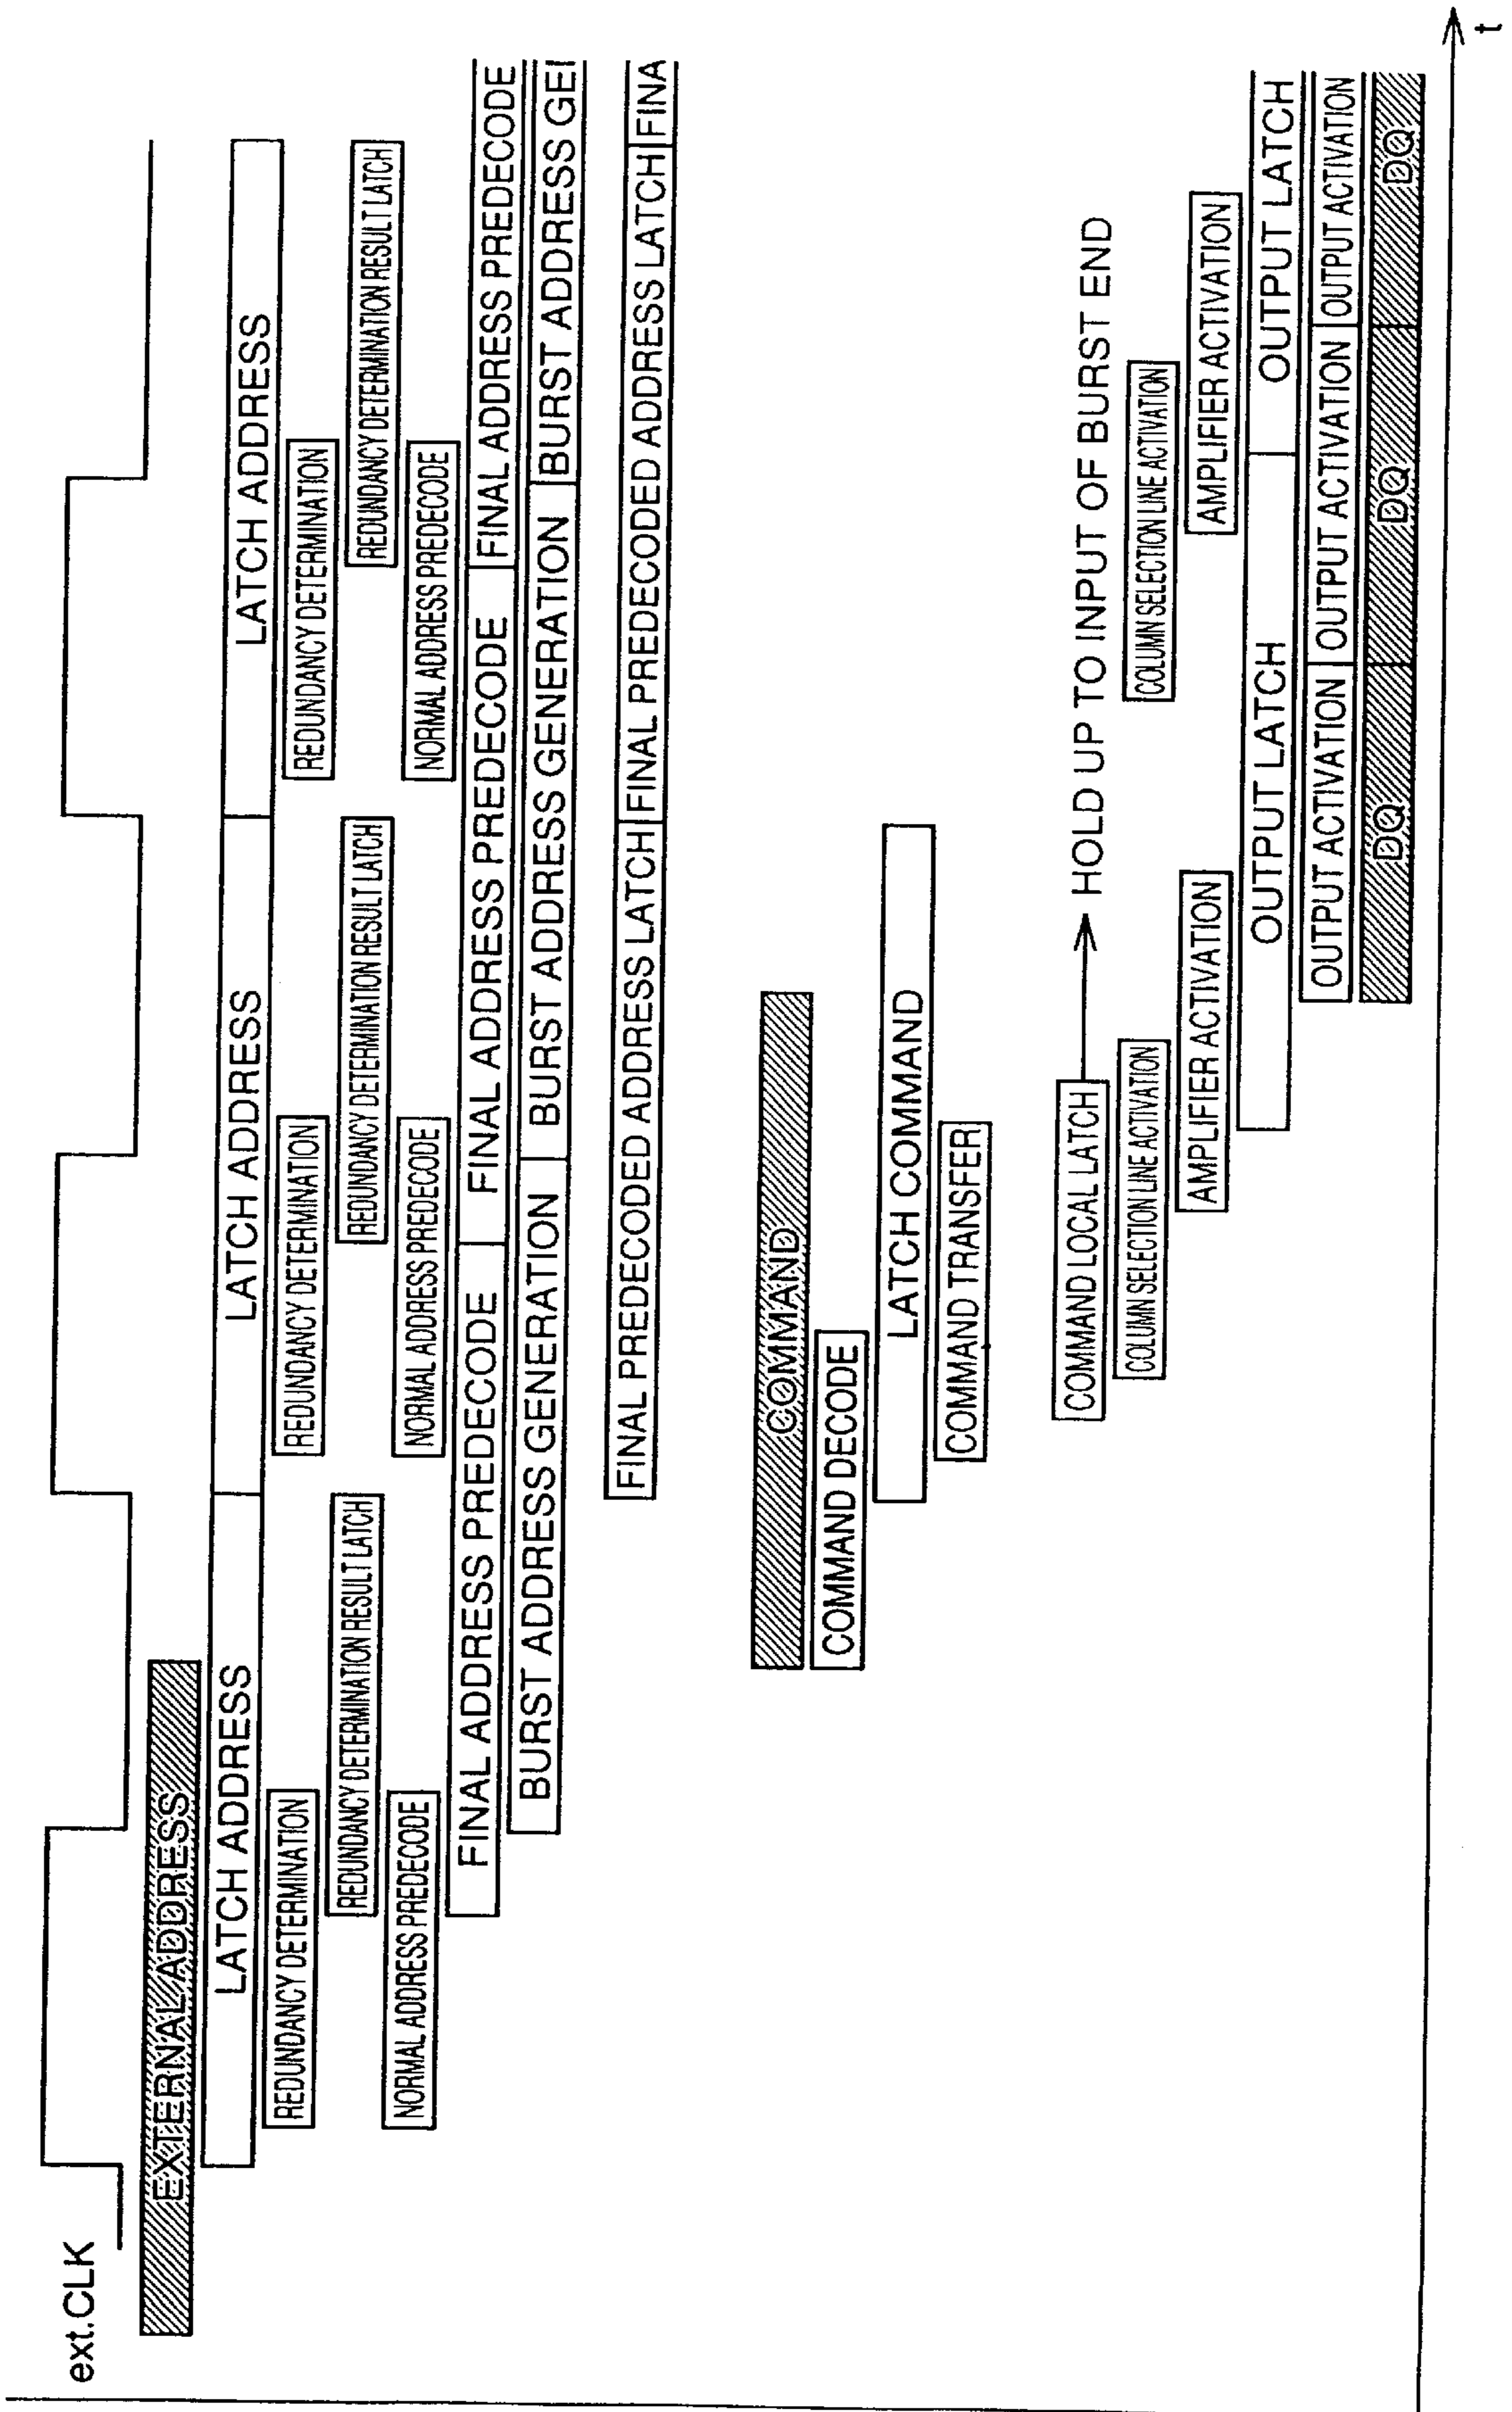 ext.CLK
EXTERNAL ADDRESS
LATCH ADDRESS LATCH ADDRESS LATCH ADDRESS
REDUNDANCY DETERMINATION REDUNDANCY DETERMINATION REDUNDANCY DETERMINATION
REDUNDANCY DETERMINATION RESULT LATCH REDUNDANCY DETERMINATION RESULT LATCH REDUNDANCY DETERMINATION RESULT LATCH
NORMAL ADDRESS PREDECODE NORMAL ADDRESS PREDECODE NORMAL ADDRESS PREDECODE
FINAL ADDRESS PREDECODE FINAL ADDRESS PREDECODE FINAL ADDRESS PREDECODE
BURST ADDRESS GENERATION BURST ADDRESS GENERATION BURST ADDRESS GEI
FINAL PREDECODED ADDRESS LATCH FINAL PREDECODED ADDRESS LATCH FINA
COMMAND
COMMAND DECODE
LATCH COMMAND
COMMAND TRANSFER
COMMAND LOCAL LATCH HOLD UP TO INPUT OF BURST END
COLUMN SELECTION LINE ACTIVATION COLUMN SELECTION LINE ACTIVATION
AMPLIFIER ACTIVATION AMPLIFIER ACTIVATION
OUTPUT LATCH OUTPUT LATCH
OUTPUT ACTIVATION OUTPUT ACTIVATION OUTPUT ACTIVATION
DQ DQ DQ
t